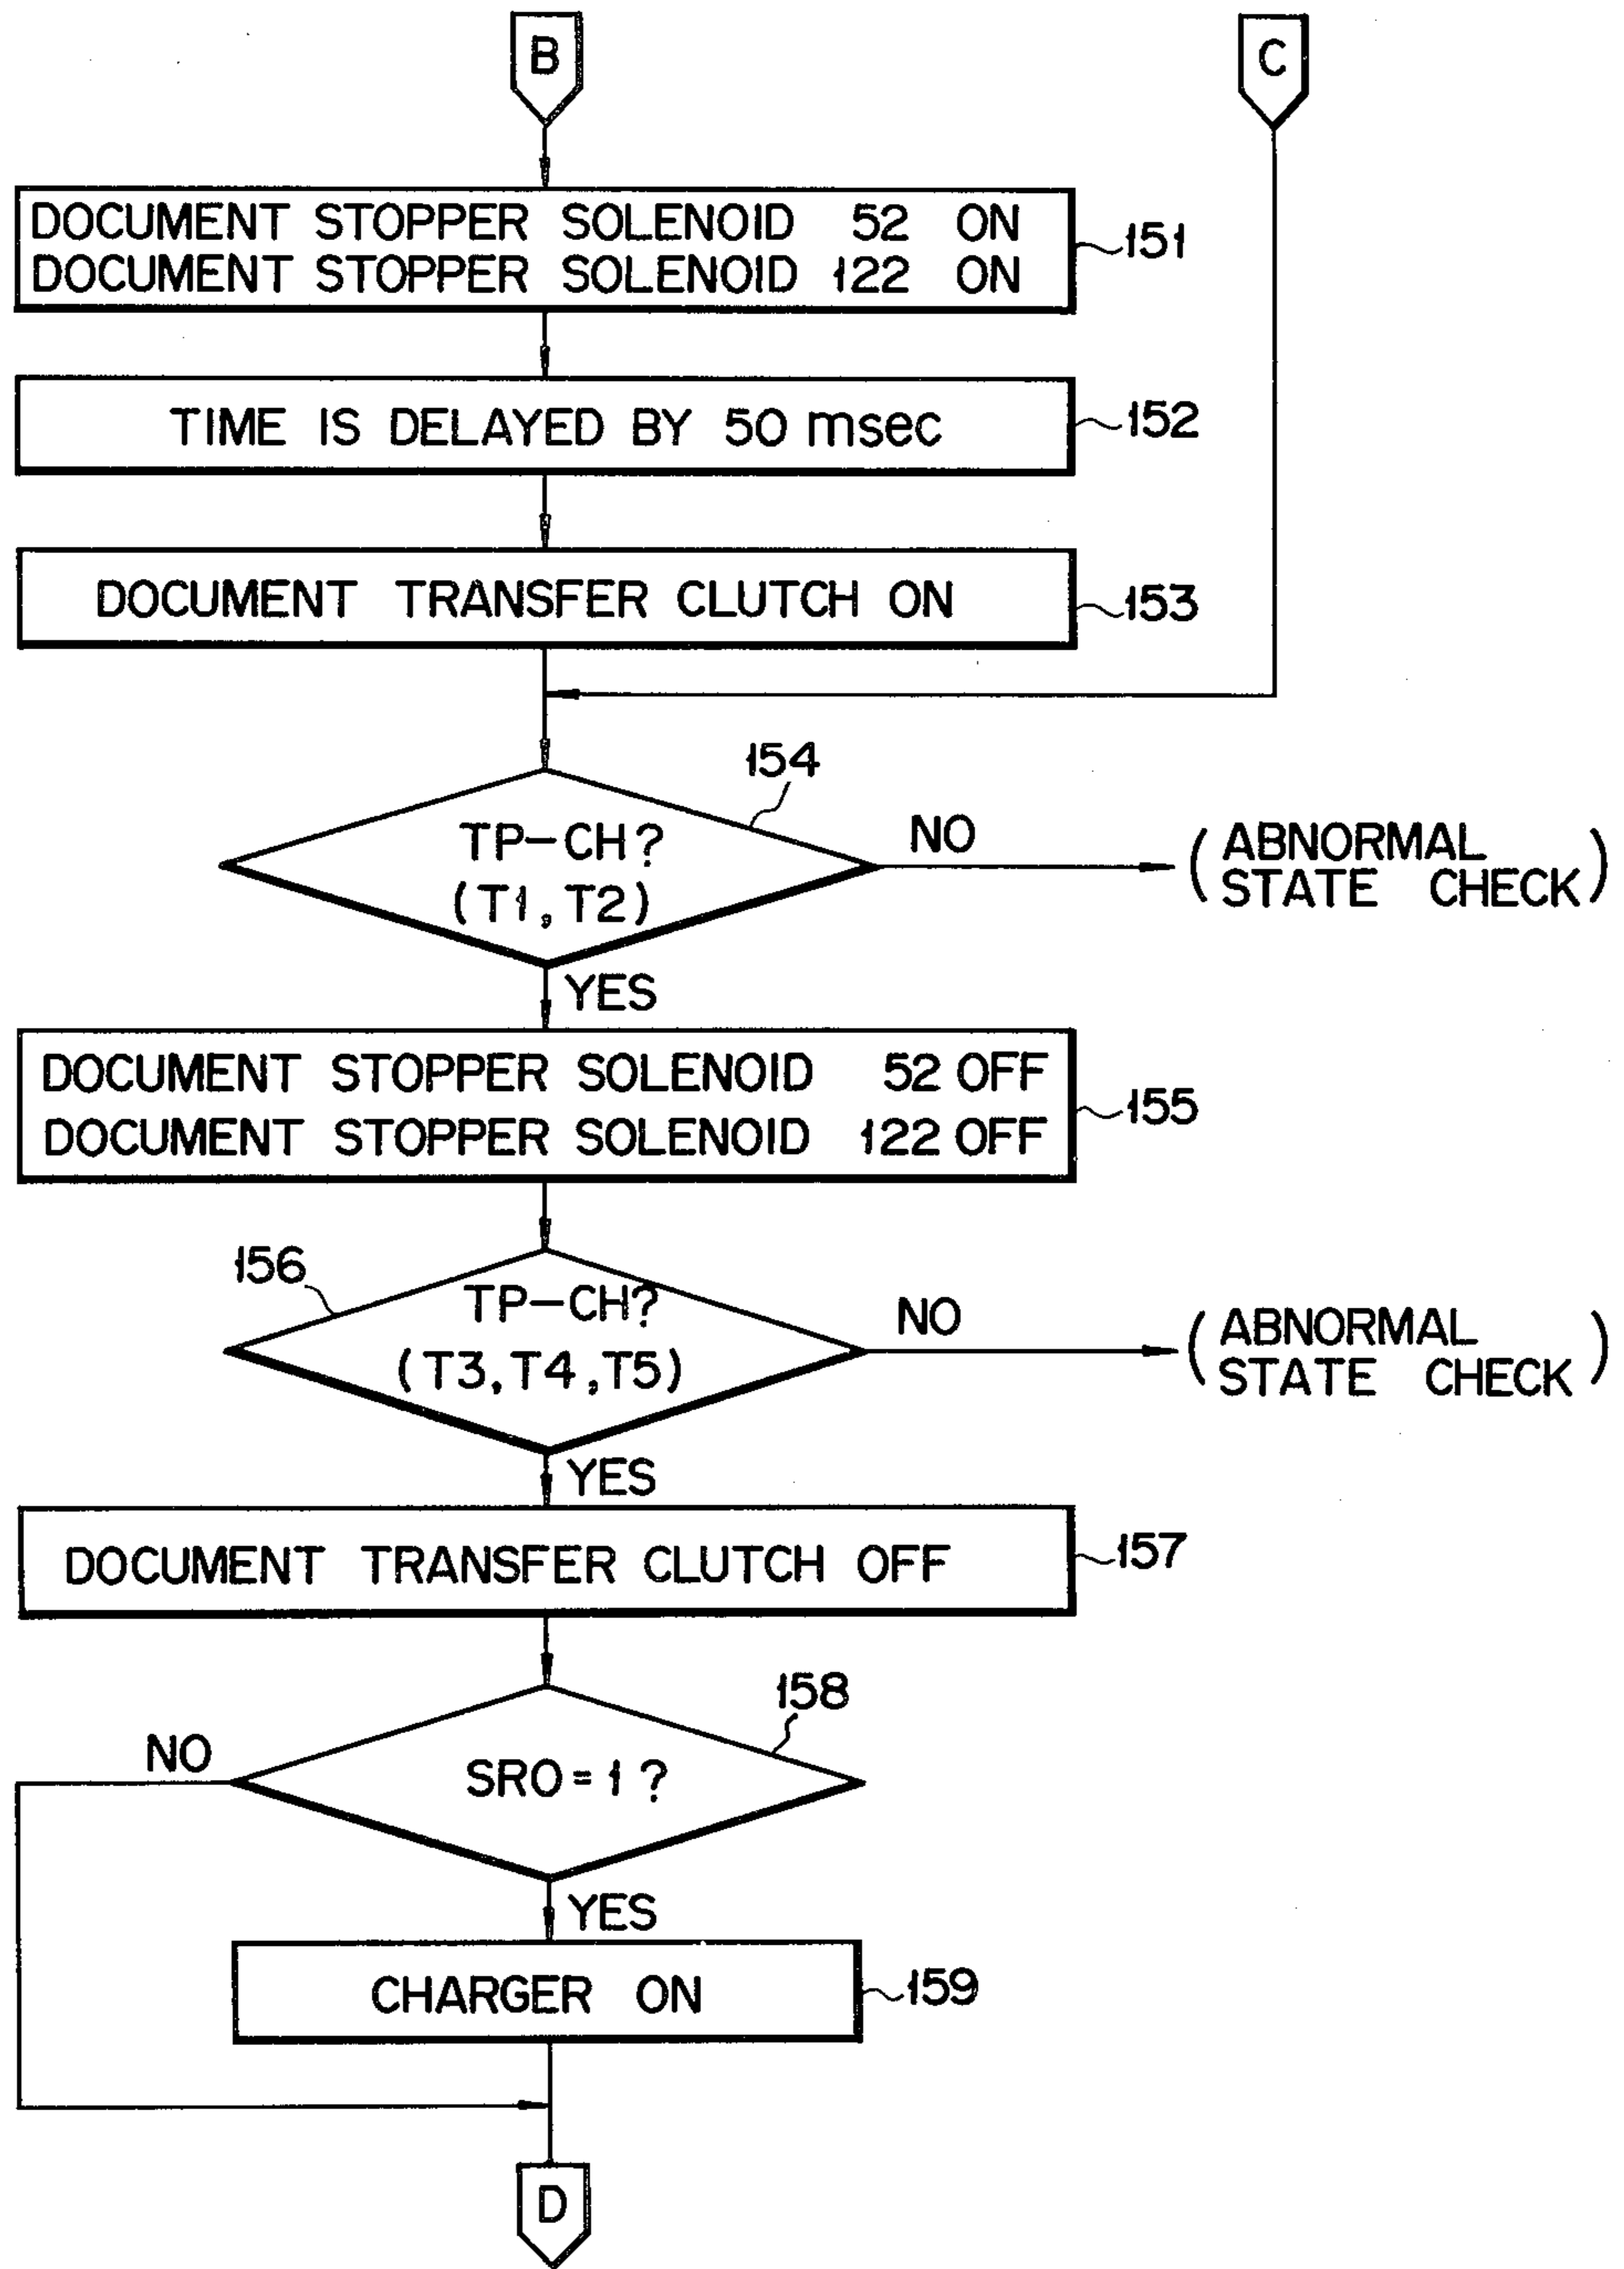 B
C
DOCUMENT STOPPER SOLENOID 52 ON
DOCUMENT STOPPER SOLENOID 122 ON
151
TIME IS DELAYED BY 50 msec
152
DOCUMENT TRANSFER CLUTCH ON
153
154
TP-CH?
(T1, T2)
NO
(ABNORMAL
STATE CHECK)
YES
DOCUMENT STOPPER SOLENOID 52 OFF
DOCUMENT STOPPER SOLENOID 122 OFF
155
156
TP-CH?
(T3, T4, T5)
NO
(ABNORMAL
STATE CHECK)
YES
DOCUMENT TRANSFER CLUTCH OFF
157
158
NO
SRO = 1 ?
YES
CHARGER ON
159
D